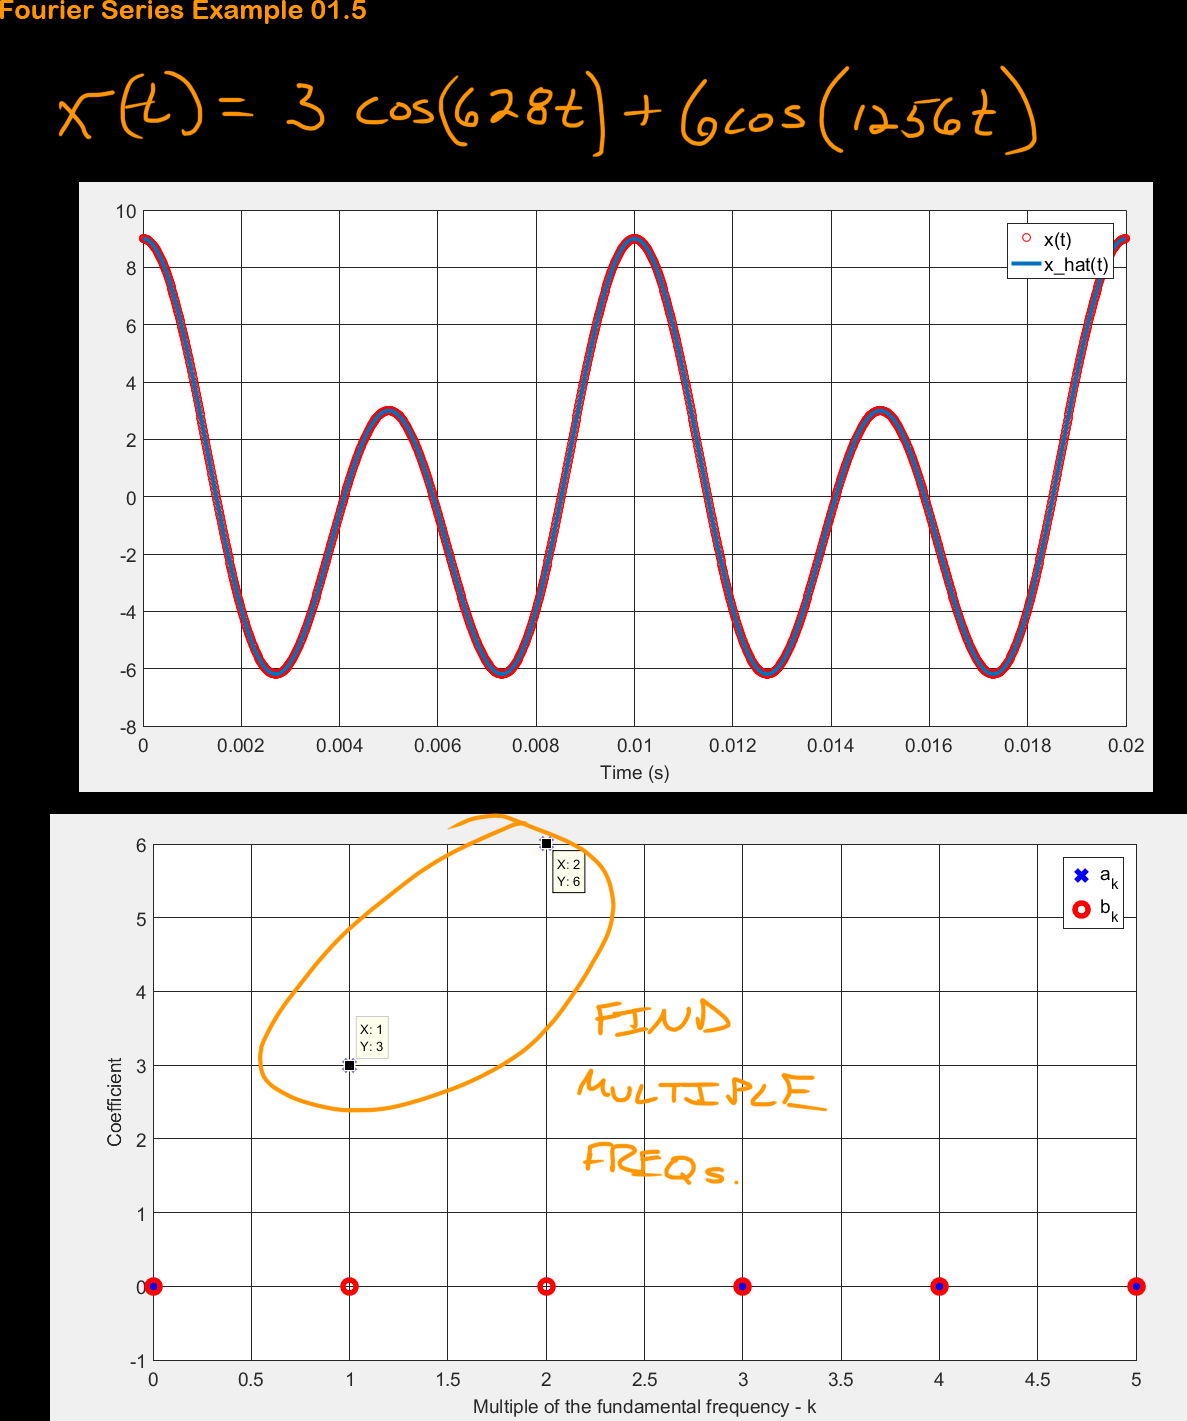 Fourier Series Example 01.5
x(t) = 3 cos(628t) + 6cos(1256t)
10
8
6
4
2
0
-2
-4
-6
-8
x(t)
x_hat(t)
0 0.002 0.004 0.006 0.008 0.01 0.012 0.014 0.016 0.018 0.02
Time (s)
6
5
4
3
2
1
0
-1
Coefficient
X: 2
Y: 6
a_k
b_k
X: 1
Y: 3
FIND
MULTIPLE
FREQs.
0 0.5 1 1.5 2 2.5 3 3.5 4 4.5 5
Multiple of the fundamental frequency - k